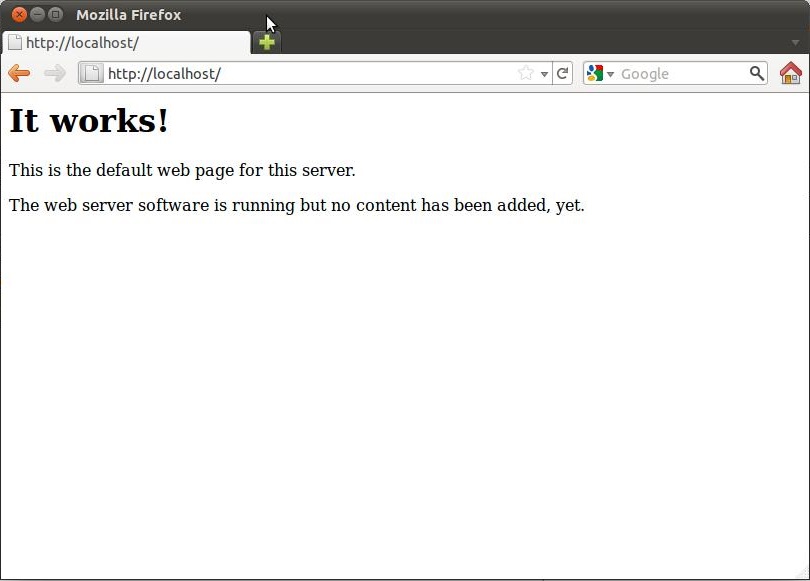 Mozilla Firefox
http://localhost/
http://localhost/
Google
It works!
This is the default web page for this server.
The web server software is running but no content has been added, yet.